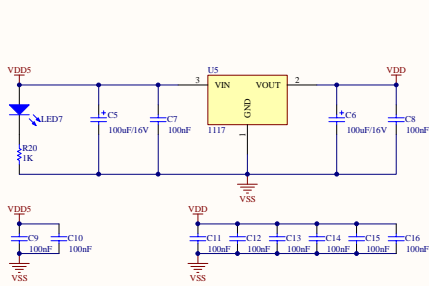 U5
VDD5
VDD
3
VIN
VOUT
2
GND
LED7
C5
100uF/16V
C7
100nF
1117
1
C6
100uF/16V
C8
100nF
R20
1K
VSS
VDD5
VDD
C9
100nF
C10
100nF
C11
100nF
C12
100nF
C13
100nF
C14
100nF
C15
100nF
C16
100nF
VSS
VSS